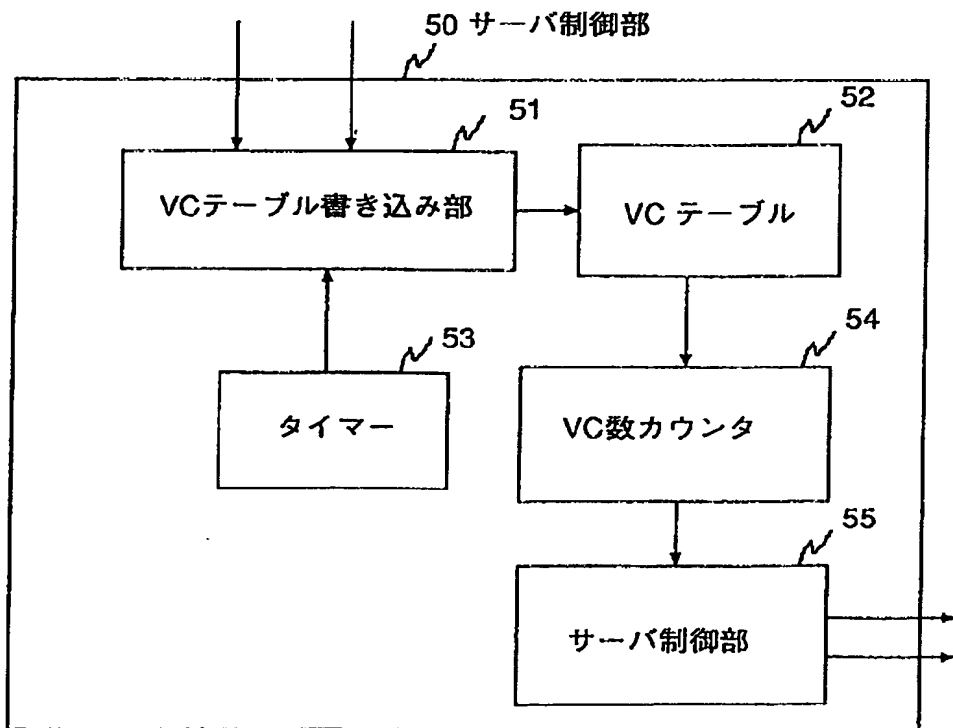 50 サーバ制御部
51
52
VCテーブル書き込み部
VC テーブル
53
54
タイマー
VC数カウンタ
55
サーバ制御部